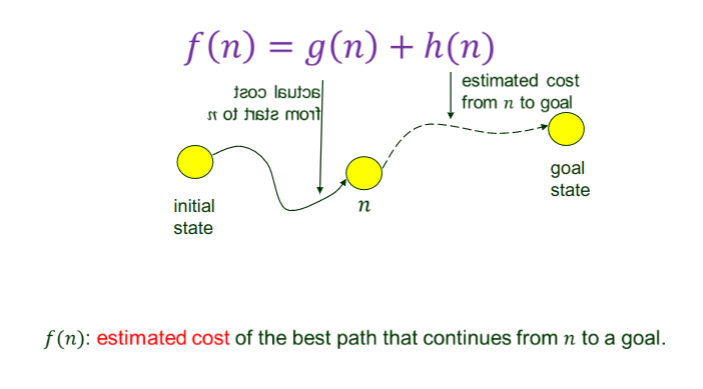 f(n) = g(n) + h(n)
actual cost
from start to n
estimated cost
from n to goal
initial
state
n
goal
state
f(n): estimated cost of the best path that continues from n to a goal.